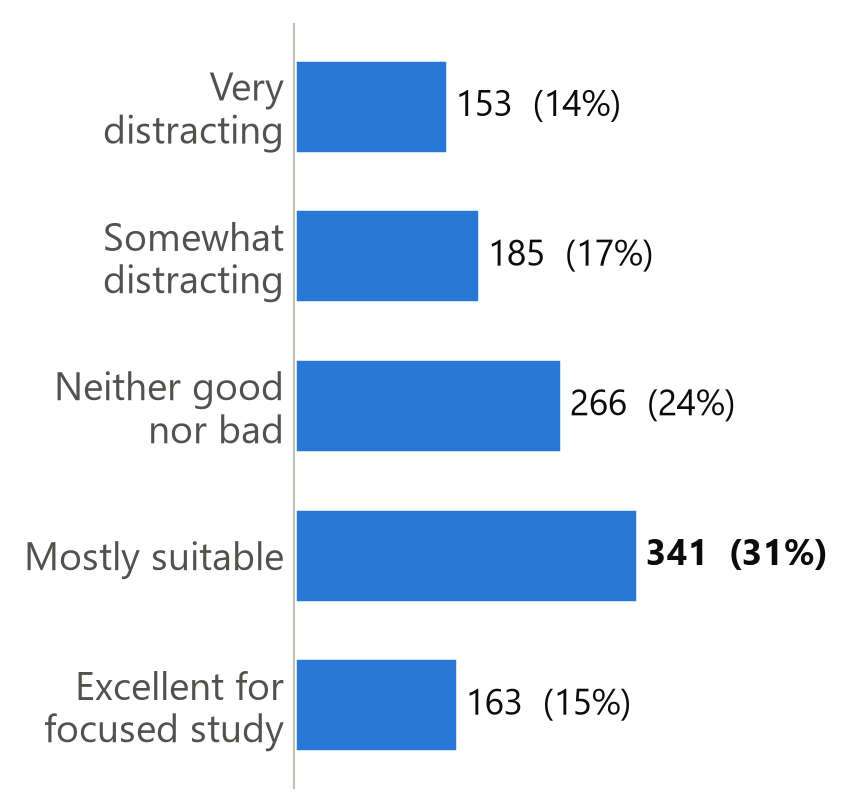 Very
distracting
153 (14%)
Somewhat
distracting
185 (17%)
Neither good
nor bad
266 (24%)
Mostly suitable
341 (31%)
Excellent for
focused study
163 (15%)